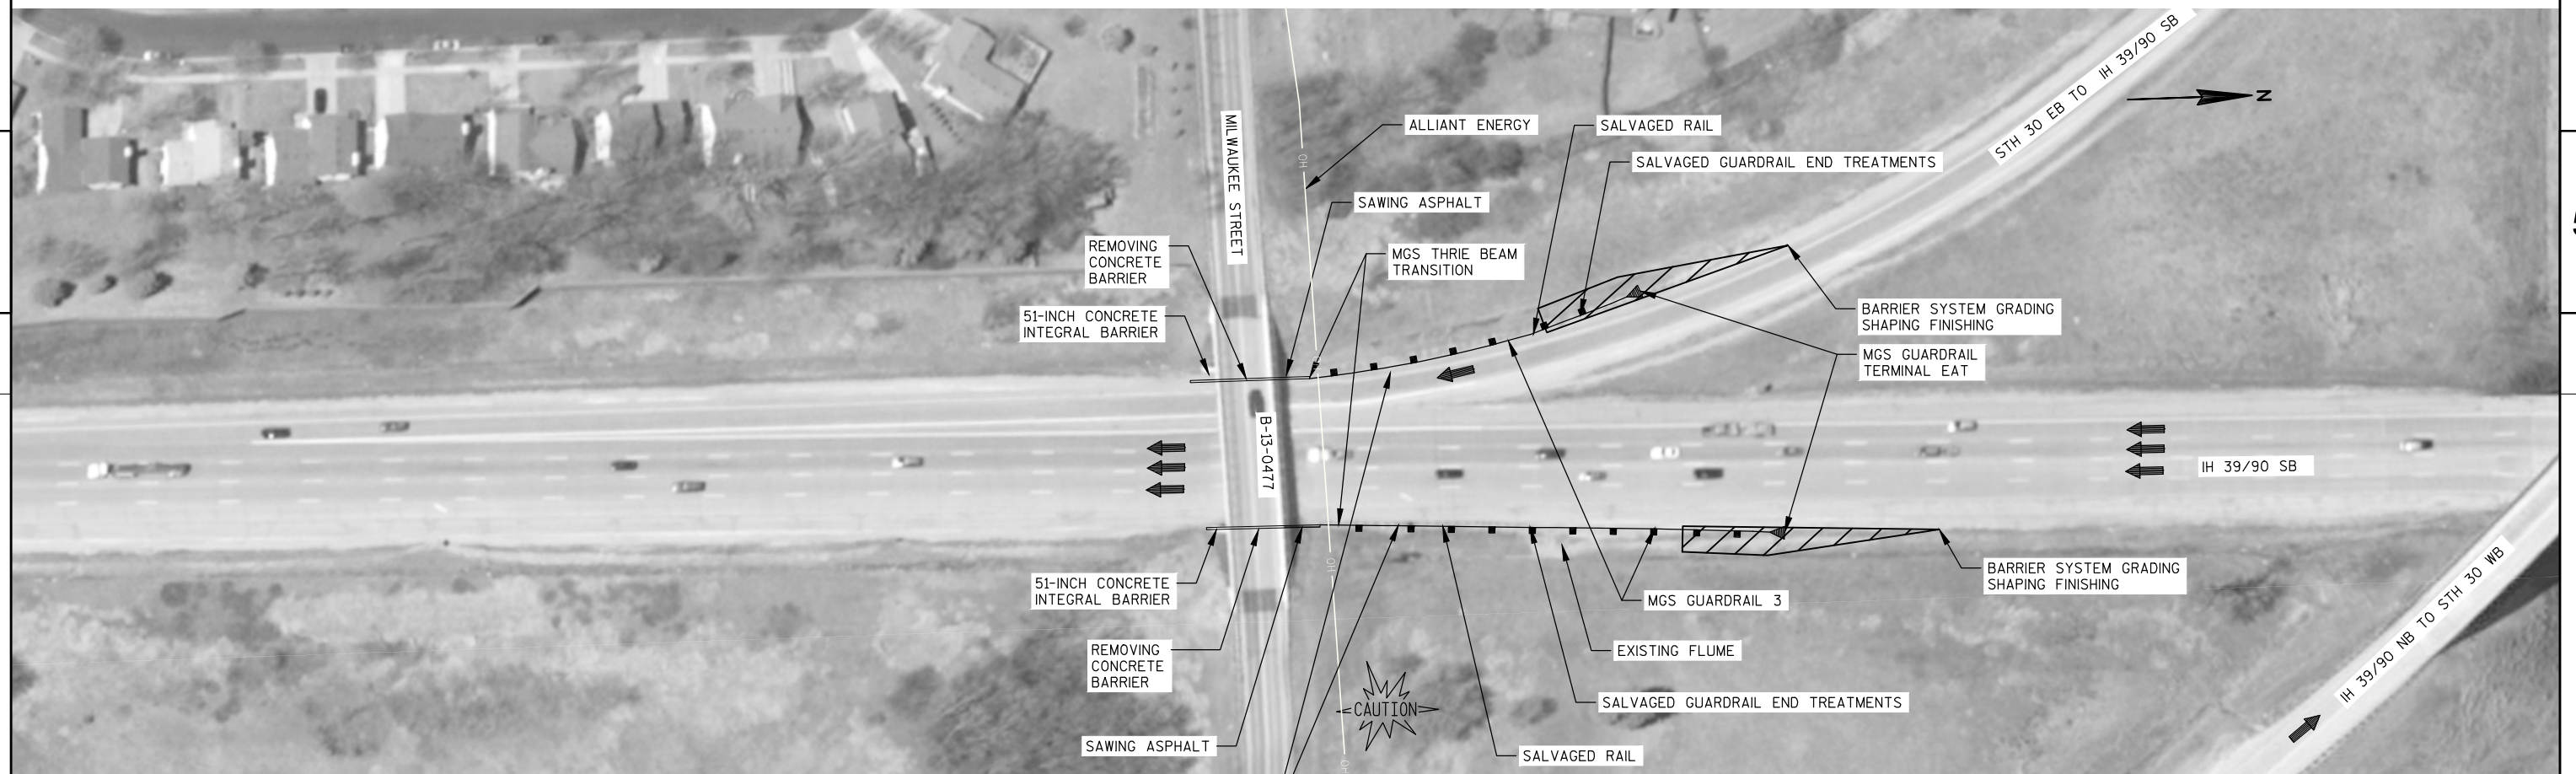 STH 30 EB TO IH 39/90 SB
N
MILWAUKEE STREET
ALLIANT ENERGY
SALVAGED RAIL
SALVAGED GUARDRAIL END TREATMENTS
OH
SAWING ASPHALT
REMOVING
CONCRETE
BARRIER
MGS THRIE BEAM
TRANSITION
51-INCH CONCRETE
INTEGRAL BARRIER
BARRIER SYSTEM GRADING
SHAPING FINISHING
MGS GUARDRAIL
TERMINAL EAT
B-13-0477
IH 39/90 SB
51-INCH CONCRETE
INTEGRAL BARRIER
OH
BARRIER SYSTEM GRADING
SHAPING FINISHING
MGS GUARDRAIL 3
IH 39/90 NB TO STH 30 WB
REMOVING
CONCRETE
BARRIER
EXISTING FLUME
CAUTION
SALVAGED GUARDRAIL END TREATMENTS
SAWING ASPHALT
SALVAGED RAIL
OH